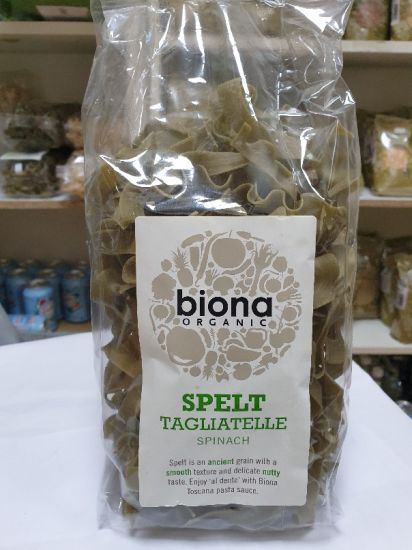 biona
ORGANIC
SPELT
TAGLIATELLE
SPINACH
Spelt is an ancient grain with a
smooth texture and delicate nutty
taste. Enjoy 'al dente' with Biona
Toscana pasta sauce.